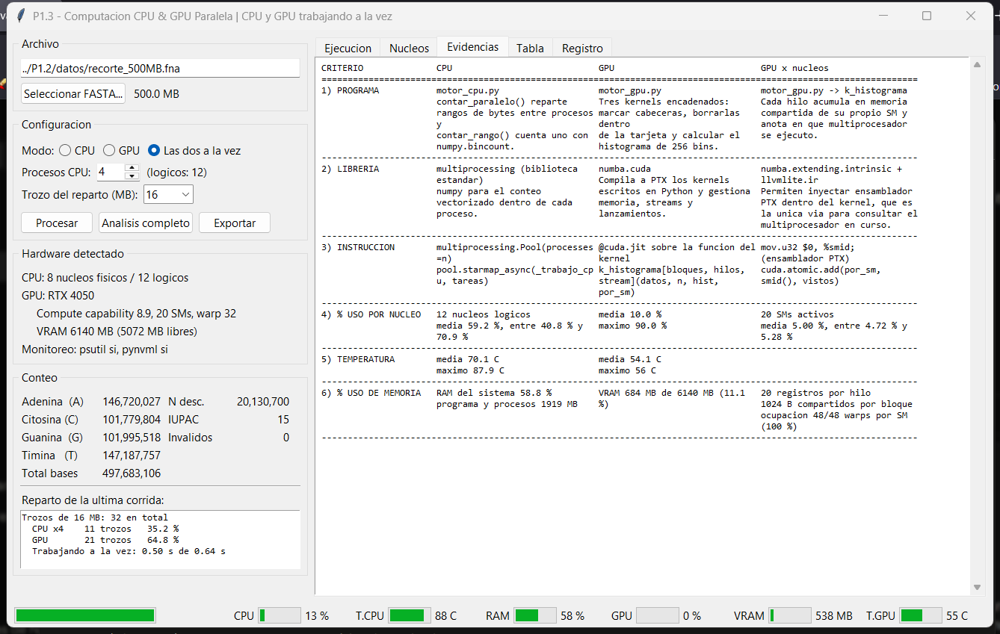 P1.3 - Computacion CPU & GPU Paralela | CPU y GPU trabajando a la vez
Archivo
../P1.2/datos/recorte_500MB.fna
Seleccionar FASTA... 500.0 MB
Configuracion
Modo: CPU GPU Las dos a la vez
Procesos CPU: 4 (logicos: 12)
Trozo del reparto (MB): 16
Procesar Analisis completo Exportar
Hardware detectado
CPU: 8 nucleos fisicos / 12 logicos
GPU: RTX 4050
Compute capability 8.9, 20 SMs, warp 32
VRAM 6140 MB (5072 MB libres)
Monitoreo: psutil si, pynvml si
Conteo
Adenina (A) 146,720,027 N desc. 20,130,700
Citosina (C) 101,779,804 IUPAC 15
Guanina (G) 101,995,518 Invalidos 0
Timina (T) 147,187,757
Total bases 497,683,106
Reparto de la ultima corrida:
Trozos de 16 MB: 32 en total
CPU x4 11 trozos 35.2 %
GPU 21 trozos 64.8 %
Trabajando a la vez: 0.50 s de 0.64 s
Ejecucion Nucleos Evidencias Tabla Registro
CRITERIO CPU GPU GPU x nucleos
1) PROGRAMA motor_cpu.py motor_gpu.py motor_gpu.py -> k_histograma
contar_paralelo() reparte Tres kernels encadenados: Cada hilo acumula en memoria
rangos de bytes entre procesos marcar cabeceras, borrarlas compartida de su propio SM y
y dentro anota en que multiprocesador
contar_rango() cuenta uno con de la tarjeta y calcular el se ejecuto.
numpy.bincount. histograma de 256 bins.
2) LIBRERIA multiprocessing (biblioteca numba.cuda numba.extending.intrinsic +
estandar) Compila a PTX los kernels llvmlite.ir
numpy para el conteo escritos en Python y gestiona Permiten inyectar ensamblador
vectorizado dentro de cada memoria, streams y PTX dentro del kernel, que es
proceso. lanzamientos. la unica via para consultar el
multiprocesador en curso.
3) INSTRUCCION multiprocessing.Pool(processes @cuda.jit sobre la funcion del mov.u32 $0, %smid;
=n) kernel (ensamblador PTX)
pool.starmap_async(_trabajo_cp k_histograma[bloques, hilos, cuda.atomic.add(por_sm,
u, tareas) stream](datos, n, hist, smid(), vistos)
por_sm)
4) % USO POR NUCLEO 12 nucleos logicos media 10.0 % 20 SMs activos
media 59.2 %, entre 40.8 % y maximo 90.0 % media 5.00 %, entre 4.72 % y
70.9 % 5.28 %
5) TEMPERATURA media 70.1 C media 54.1 C
maximo 87.9 C maximo 56 C
6) % USO DE MEMORIA RAM del sistema 58.8 % VRAM 684 MB de 6140 MB (11.1 20 registros por hilo
programa y procesos 1919 MB %) 1024 B compartidos por bloque
ocupacion 48/48 warps por SM
(100 %)
CPU 13 % T.CPU 88 C RAM 58 % GPU 0 % VRAM 538 MB T.GPU 55 C